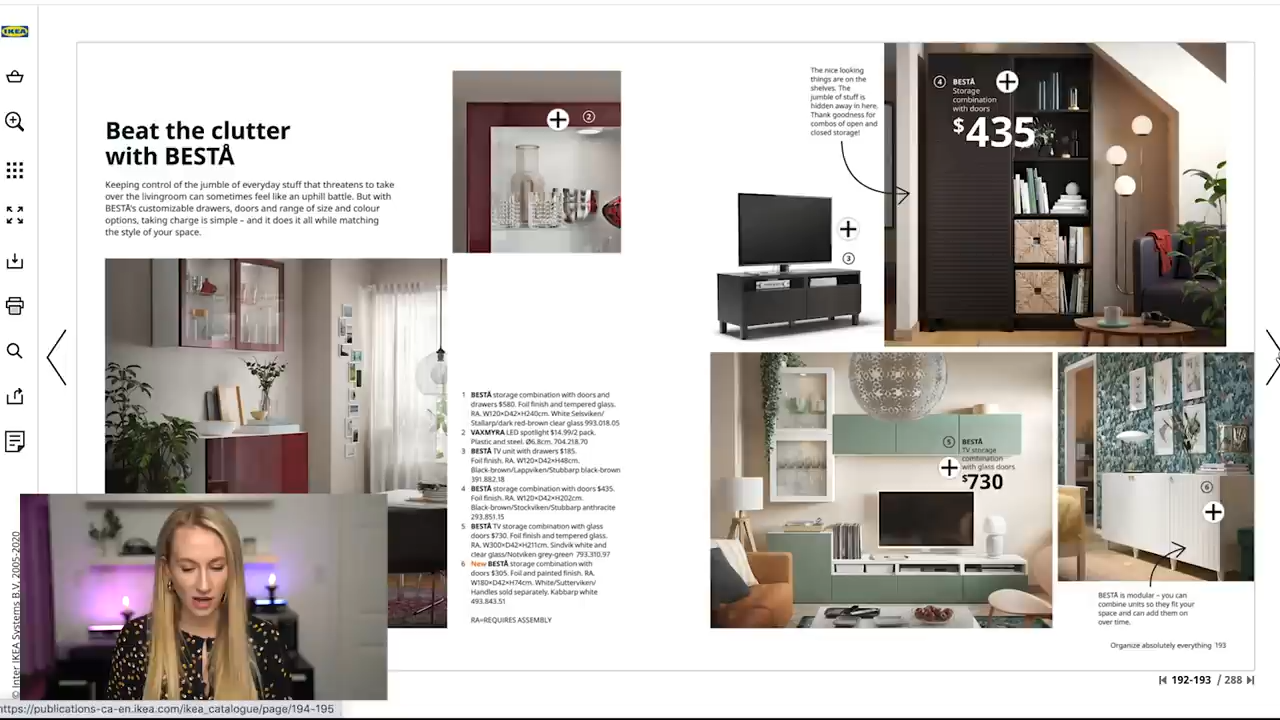 IKEA
Beat the clutter
with BESTÅ
Keeping control of the jumble of everyday stuff that threatens to take
over the livingroom can sometimes feel like an uphill battle. But with
BESTÅ's customizable drawers, doors and range of size and colour
options, taking charge is simple – and it does it all while matching
the style of your space.
2
1 BESTÅ storage combination with doors and
drawers $580. Foil finish and tempered glass.
RA. W120×D42×H240cm. White Selsviken/
Stallarp/dark red-brown clear glass 993.018.05
2 VAXMYRA LED spotlight $14.99/2 pack.
Plastic and steel. Ø6.8cm. 704.218.70
3 BESTÅ TV unit with drawers $185.
Foil finish. RA. W120×D42×H48cm.
Black-brown/Lappviken/Stubbarp black-brown
391.882.18
4 BESTÅ storage combination with doors $435.
Foil finish. RA. W120×D42×H202cm.
Black-brown/Stockviken/Stubbarp anthracite
293.851.15
5 BESTÅ TV storage combination with glass
doors $730. Foil finish and tempered glass.
RA. W300×D42×H211cm. Sindvik white and
clear glass/Notviken grey-green 793.310.97
6 New BESTÅ storage combination with
doors $305. Foil and painted finish. RA.
W180×D42×H74cm. White/Sutterviken/
Handles sold separately. Kabbarp white
493.843.51
RA=REQUIRES ASSEMBLY
The nice looking
things are on the
shelves. The
jumble of stuff is
hidden away in here.
Thank goodness for
combos of open and
closed storage!
3
4 BESTÅ
Storage
combination
with doors
$435
5 BESTÅ
TV storage
combination
with glass doors
$730
6
BESTÅ is modular – you can
combine units so they fit your
space and can add them on
over time.
Organize absolutely everything 193
192-193 / 288
© Inter IKEA Systems B.V. 2005-2020
https://publications-ca-en.ikea.com/ikea_catalogue/page/194-195